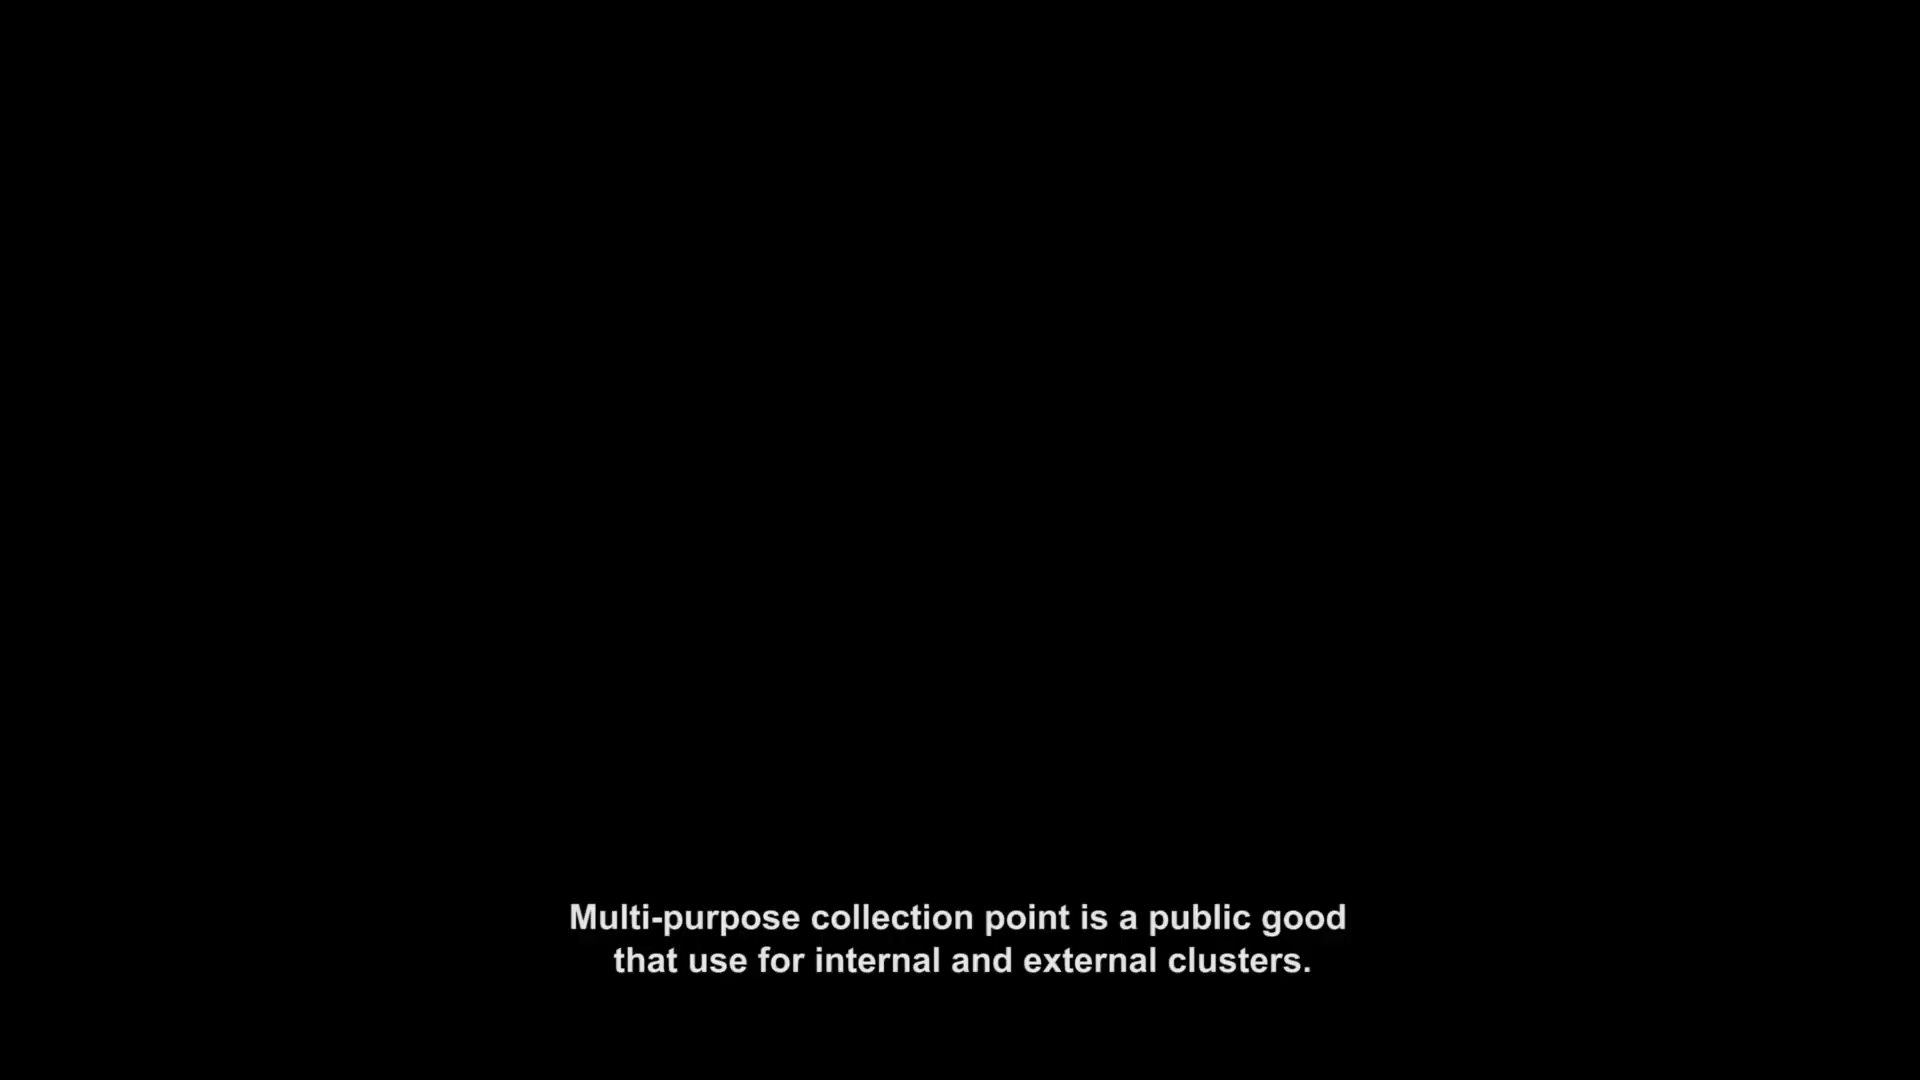 Multi-purpose collection point is a public good
that use for internal and external clusters.